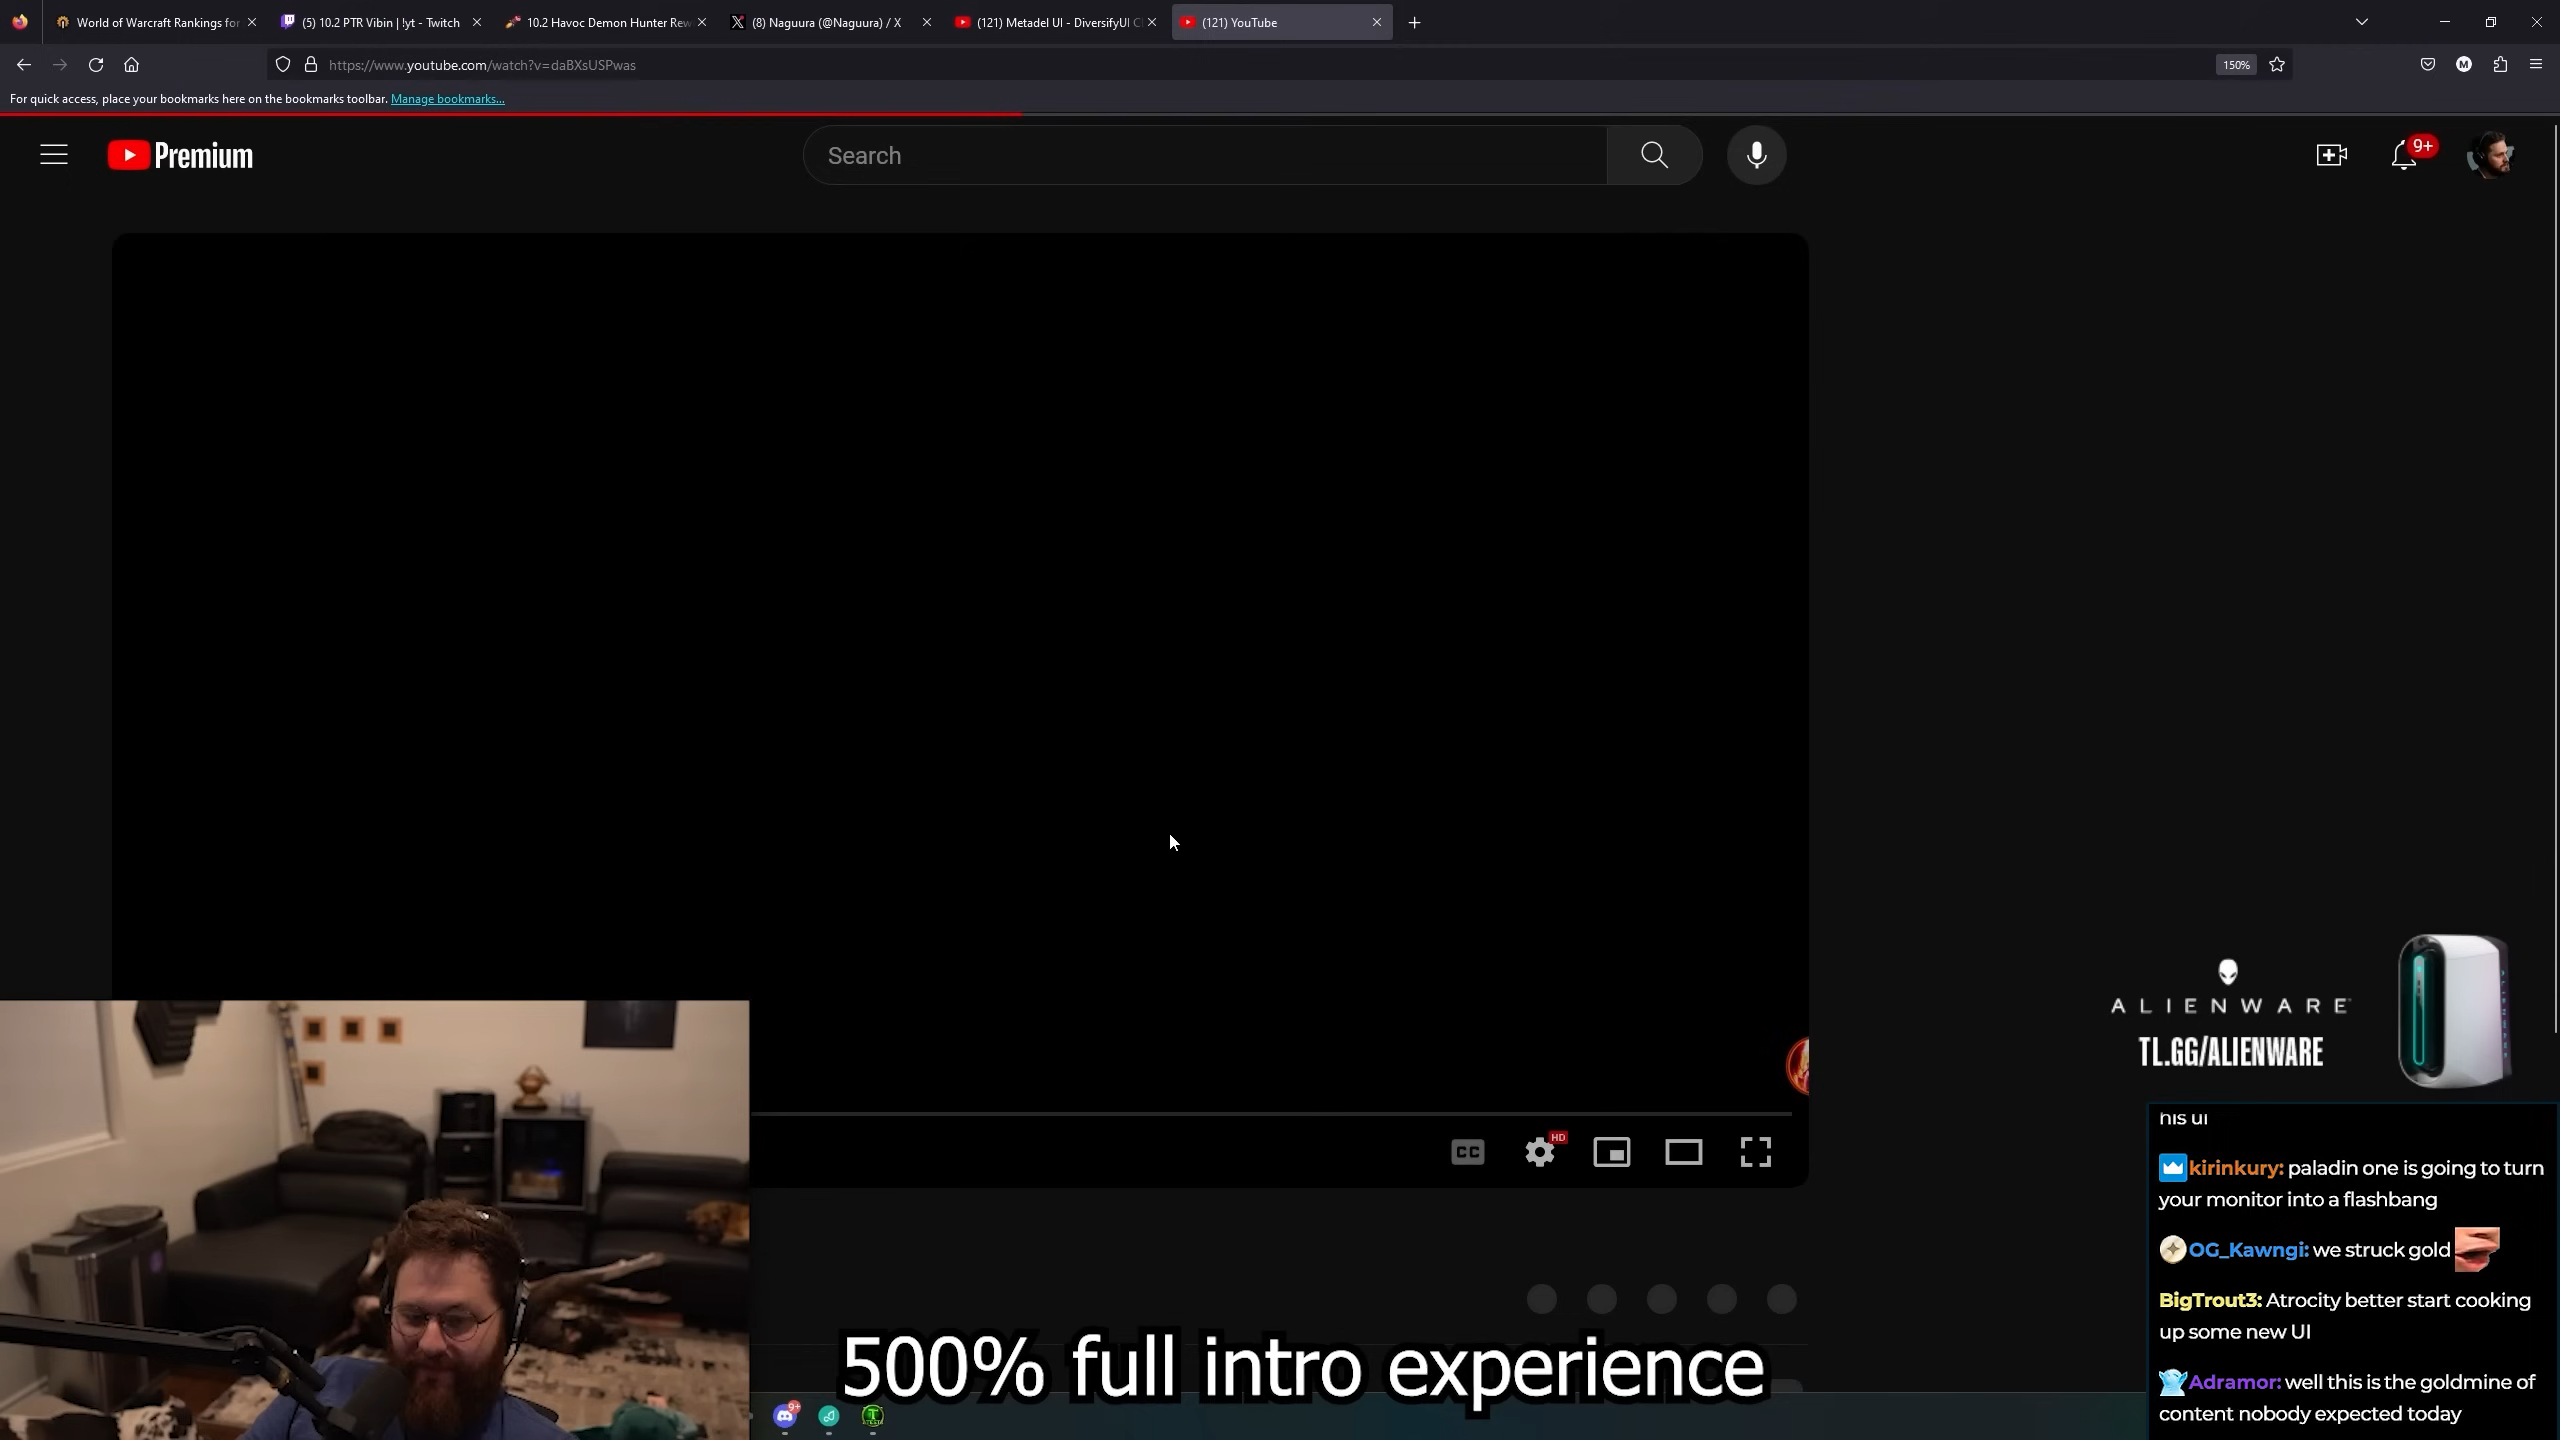 World of Warcraft Rankings for
(5) 10.2 PTR Vibin | !yt - Twitch
10.2 Havoc Demon Hunter Rew
(8) Naguura (@Naguura) / X
(121) Metadel UI - DiversifyUI C
(121) YouTube
https://www.youtube.com/watch?v=daBXsUSPwas
150%
M
For quick access, place your bookmarks here on the bookmarks toolbar. Manage bookmarks...
Premium
Search
9+
ALIENWARE
TL.GG/ALIENWARE
CC
HD
his ui
kirinkury: paladin one is going to turn
your monitor into a flashbang
OG_Kawngi: we struck gold
BigTrout3: Atrocity better start cooking
up some new UI
Adramor: well this is the goldmine of
content nobody expected today
500% full intro experience
9+